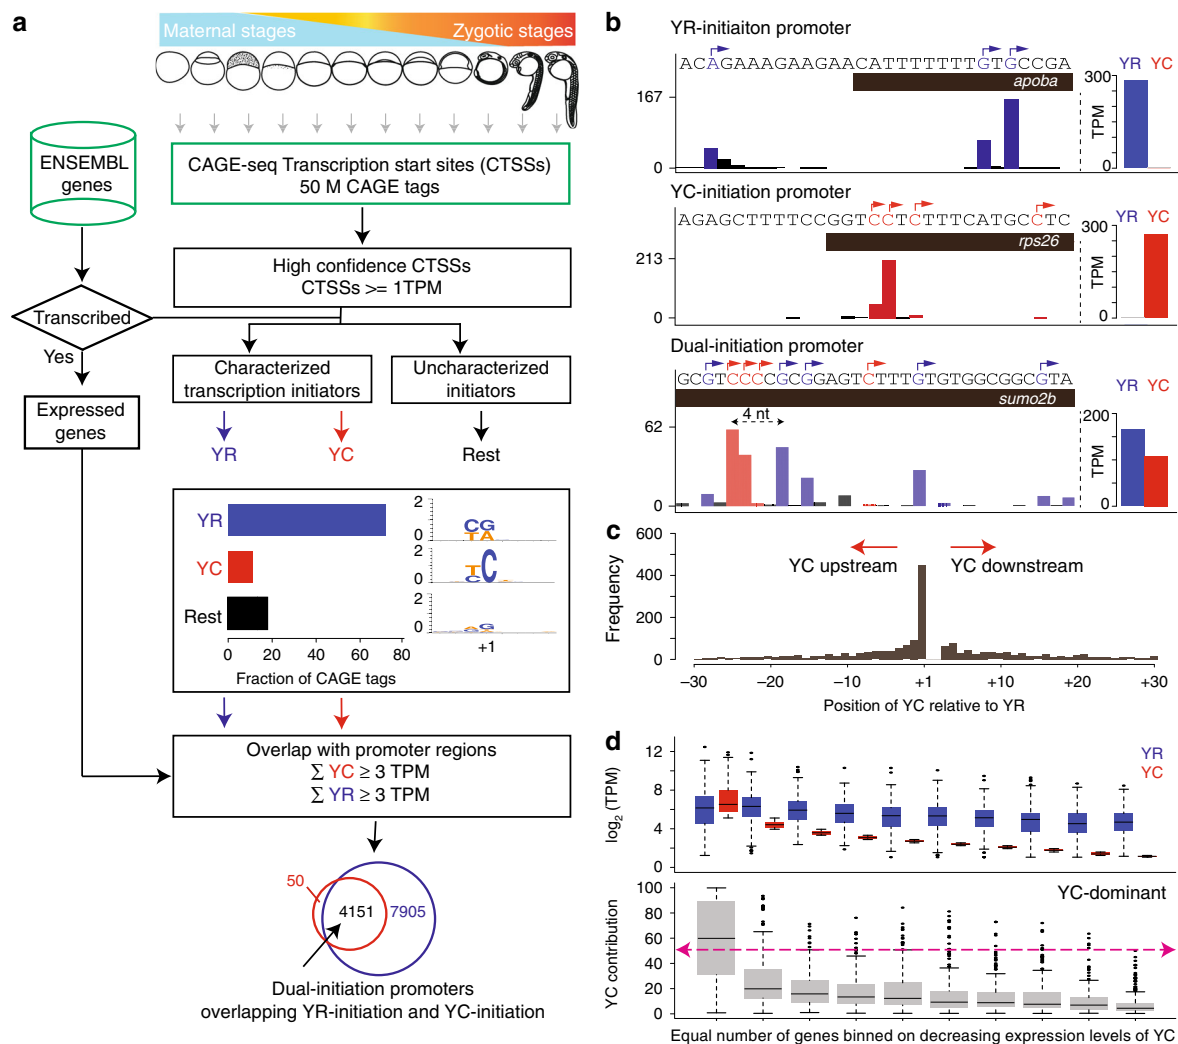 a
Maternal stages
Zygotic stages
ENSEMBL
genes
CAGE-seq Transcription start sites (CTSSs)
50 M CAGE tags
High confidence CTSSs
CTSSs >= 1TPM
Transcribed
Yes
Characterized
transcription initiators
Uncharacterized
initiators
Expressed
genes
YR
YC
Rest
YR
YC
Rest
0
20
40
60
80
Fraction of CAGE tags
2
0
CG
TA
2
0
TC
C
2
0
AG
+1
Overlap with promoter regions
∑ YC ≥ 3 TPM
∑ YR ≥ 3 TPM
50
4151
7905
Dual-initiation promoters
overlapping YR-initiation and YC-initiation
b
YR-initiaiton promoter
ACAGAAAGAAGAACATTTTTTTGTGCCGA
apoba
167
0
YR YC
300
TPM
0
YC-initiation promoter
AGAGCTTTTCCGGTCCTCTTTCATGCCTC
rps26
213
0
YR YC
300
TPM
0
Dual-initiation promoter
GCGTCCCCGCGGAGTCTTTGTGTGGCGGCGTA
sumo2b
4 nt
62
0
YR YC
200
TPM
0
c
600
400
200
0
Frequency
YC upstream
YC downstream
−30
−20
−10
+1
+10
+20
+30
Position of YC relative to YR
d
12
8
4
0
log2 (TPM)
YR
YC
100
80
60
40
20
0
YC contribution
YC-dominant
Equal number of genes binned on decreasing expression levels of YC